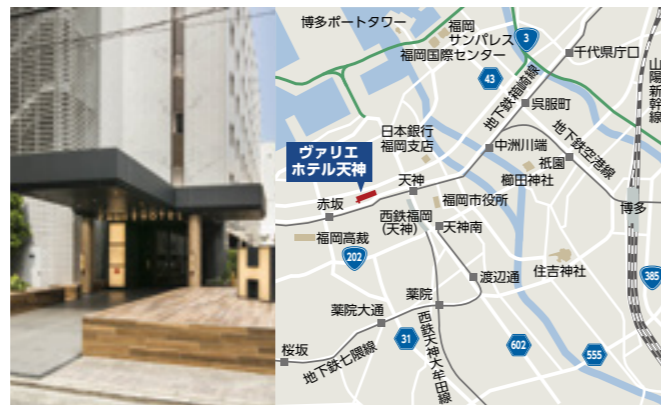 博多ポートタワー
福岡
サンパレス
福岡国際センター
3
千代県庁口
43
地下鉄箱崎線
山陽新幹線
呉服町
日本銀行
福岡支店
中洲川端
祇園
地下鉄空港線
櫛田神社
ヴァリエ
ホテル天神
天神
赤坂
福岡市役所
博多
西鉄福岡
(天神)
天神南
福岡高裁
202
住吉神社
385
渡辺通
薬院
薬院大通
31
西鉄天神大牟田線
602
555
桜坂
地下鉄七隈線